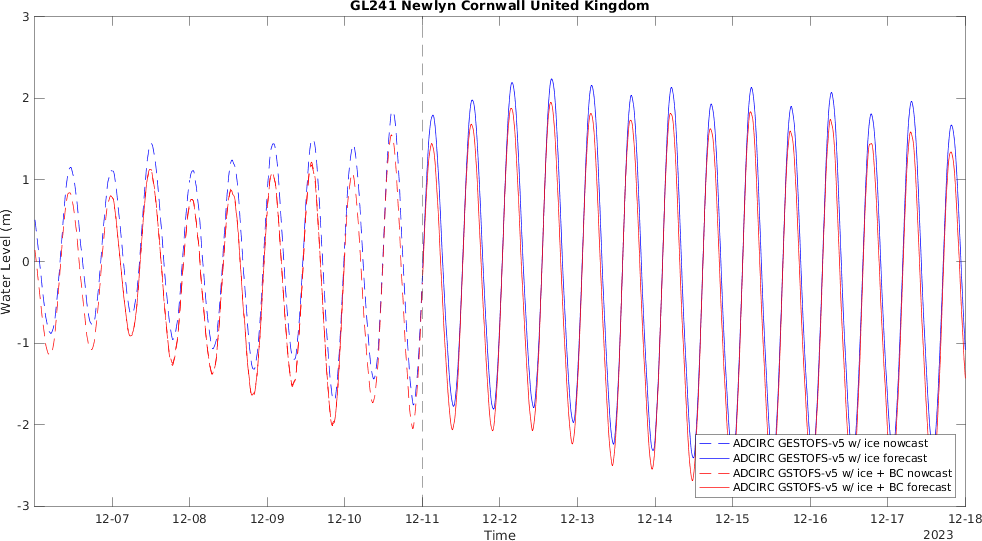 GL241 Newlyn Cornwall United Kingdom
3
2
1
0
-1
-2
-3
Water Level (m)
ADCIRC GESTOFS-v5 w/ ice nowcast
ADCIRC GESTOFS-v5 w/ ice forecast
ADCIRC GSTOFS-v5 w/ ice + BC nowcast
ADCIRC GSTOFS-v5 w/ ice + BC forecast
12-07 12-08 12-09 12-10 12-11 12-12 12-13 12-14 12-15 12-16 12-17 12-18
Time
2023